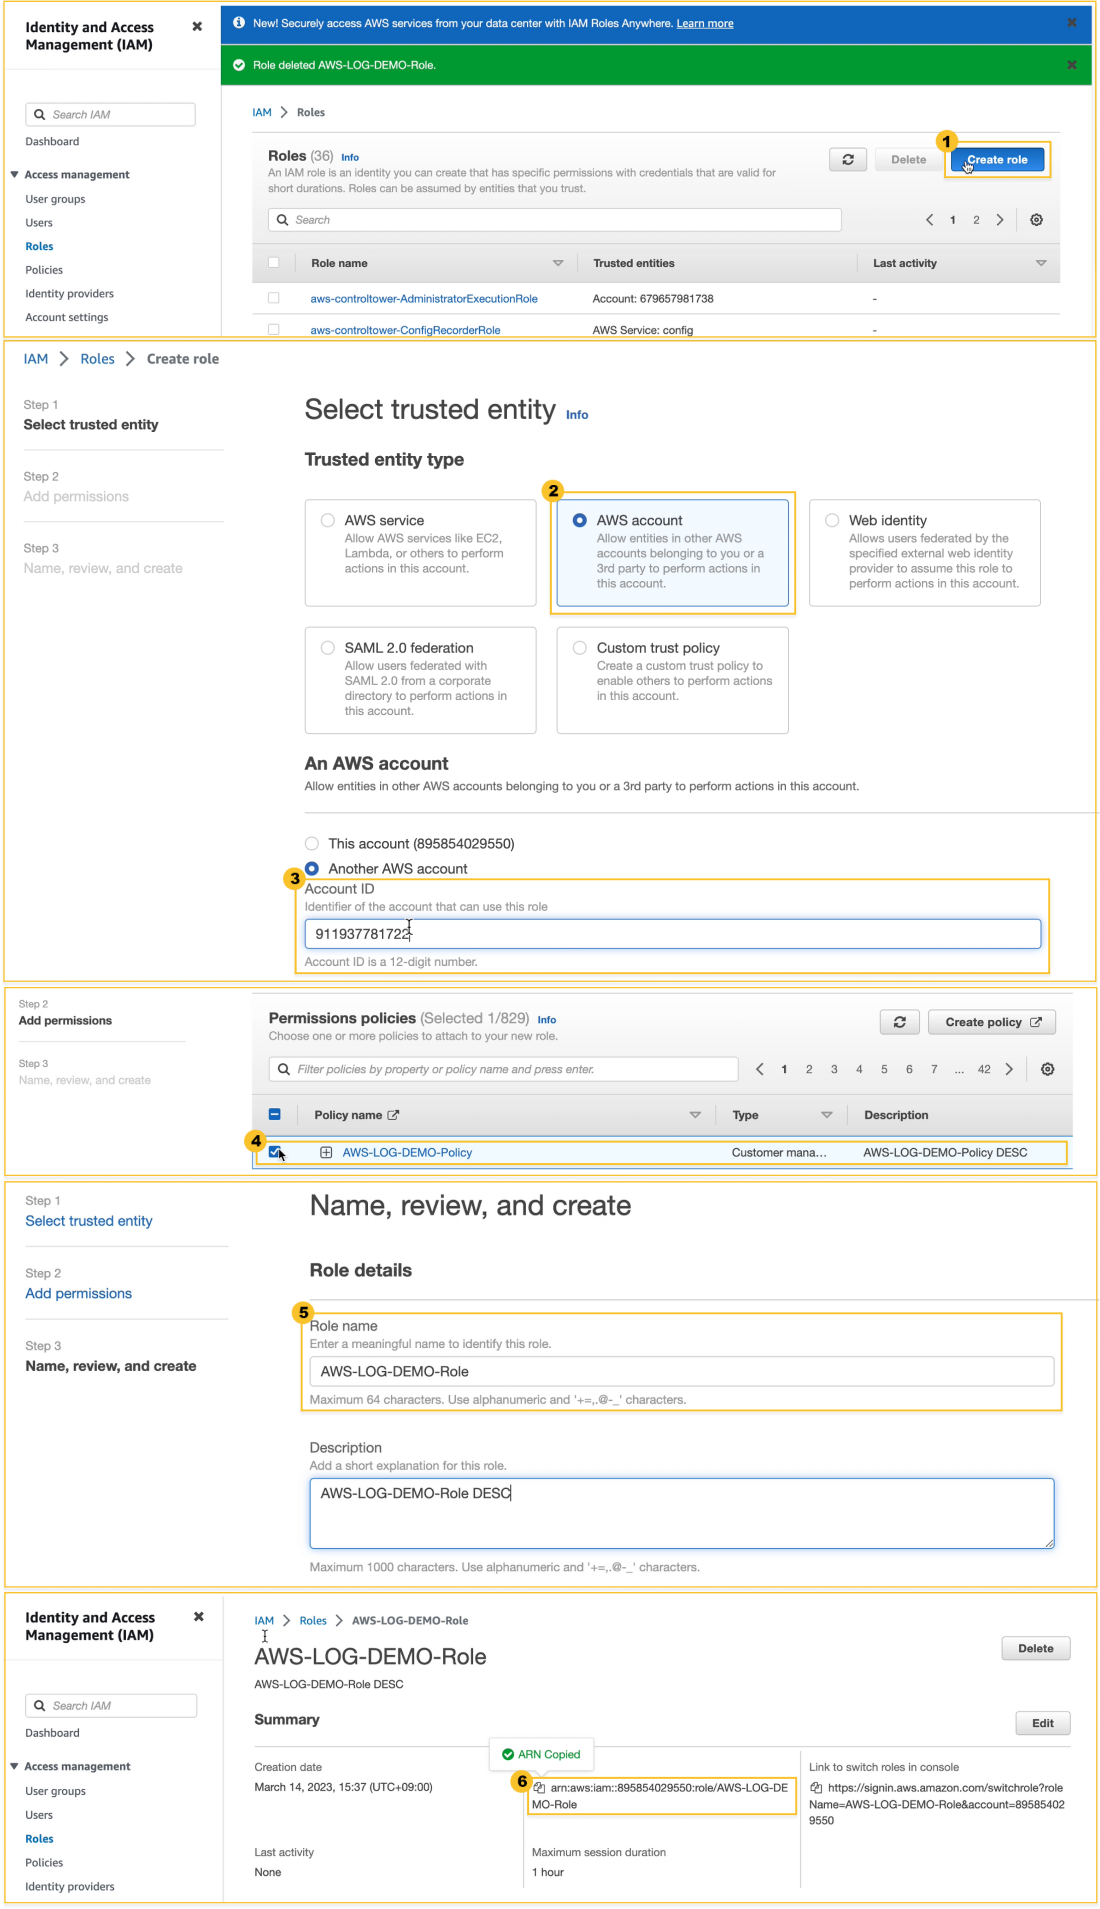 Identity and Access
Management (IAM)
New! Securely access AWS services from your data center with IAM Roles Anywhere. Learn more
Role deleted AWS-LOG-DEMO-Role.
Search IAM
Dashboard
Access management
User groups
Users
Roles
Policies
Identity providers
Account settings
IAM > Roles
Roles (36) Info
An IAM role is an identity you can create that has specific permissions with credentials that are valid for
short durations. Roles can be assumed by entities that you trust.
Delete
1
Create role
Search
1 2
Role name Trusted entities Last activity
aws-controltower-AdministratorExecutionRole Account: 679657981738 -
aws-controltower-ConfigRecorderRole AWS Service: config -
IAM > Roles > Create role
Step 1
Select trusted entity
Step 2
Add permissions
Step 3
Name, review, and create
Select trusted entity Info
Trusted entity type
AWS service
Allow AWS services like EC2,
Lambda, or others to perform
actions in this account.
2
AWS account
Allow entities in other AWS
accounts belonging to you or a
3rd party to perform actions in
this account.
Web identity
Allows users federated by the
specified external web identity
provider to assume this role to
perform actions in this account.
SAML 2.0 federation
Allow users federated with
SAML 2.0 from a corporate
directory to perform actions in
this account.
Custom trust policy
Create a custom trust policy to
enable others to perform actions
in this account.
An AWS account
Allow entities in other AWS accounts belonging to you or a 3rd party to perform actions in this account.
This account (895854029550)
Another AWS account
3
Account ID
Identifier of the account that can use this role
911937781722
Account ID is a 12-digit number.
Step 2
Add permissions
Step 3
Name, review, and create
Permissions policies (Selected 1/829) Info
Choose one or more policies to attach to your new role.
Create policy
Filter policies by property or policy name and press enter.
1 2 3 4 5 6 7 ... 42
Policy name Type Description
4
AWS-LOG-DEMO-Policy Customer mana... AWS-LOG-DEMO-Policy DESC
Step 1
Select trusted entity
Step 2
Add permissions
Step 3
Name, review, and create
Name, review, and create
Role details
5
Role name
Enter a meaningful name to identify this role.
AWS-LOG-DEMO-Role
Maximum 64 characters. Use alphanumeric and '+=,.@-_' characters.
Description
Add a short explanation for this role.
AWS-LOG-DEMO-Role DESC
Maximum 1000 characters. Use alphanumeric and '+=,.@-_' characters.
Identity and Access
Management (IAM)
Search IAM
Dashboard
Access management
User groups
Users
Roles
Policies
Identity providers
IAM > Roles > AWS-LOG-DEMO-Role
AWS-LOG-DEMO-Role
Delete
AWS-LOG-DEMO-Role DESC
Summary
Edit
ARN Copied
Creation date
March 14, 2023, 15:37 (UTC+09:00)
6
arn:aws:iam::895854029550:role/AWS-LOG-DE
MO-Role
Link to switch roles in console
https://signin.aws.amazon.com/switchrole?role
Name=AWS-LOG-DEMO-Role&account=89585402
9550
Last activity
None
Maximum session duration
1 hour